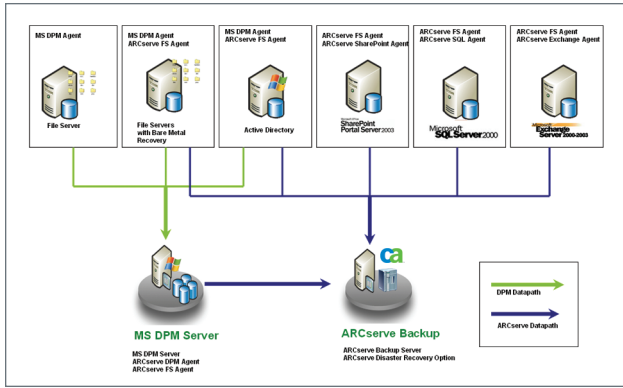 MS DPM Agent
MS DPM Agent
ARCserve FS Agent
MS DPM Agent
ARCserve FS Agent
ARCserve FS Agent
ARCserve SharePoint Agent
ARCserve FS Agent
ARCserve SQL Agent
ARCserve FS Agent
ARCserve Exchange Agent
File Server
File Servers
with Bare Metal
Recovery
Active Directory
SharePoint
Portal Server2003
Microsoft
SQL Server2000
Exchange
Server 2000-2003
ca
MS DPM Server
MS DPM Server
ARCserve DPM Agent
ARCserve FS Agent
ARCserve Backup
ARCserve Backup Server
ARCserve Disaster Recovery Option
DPM Datapath
ARCserve Datapath